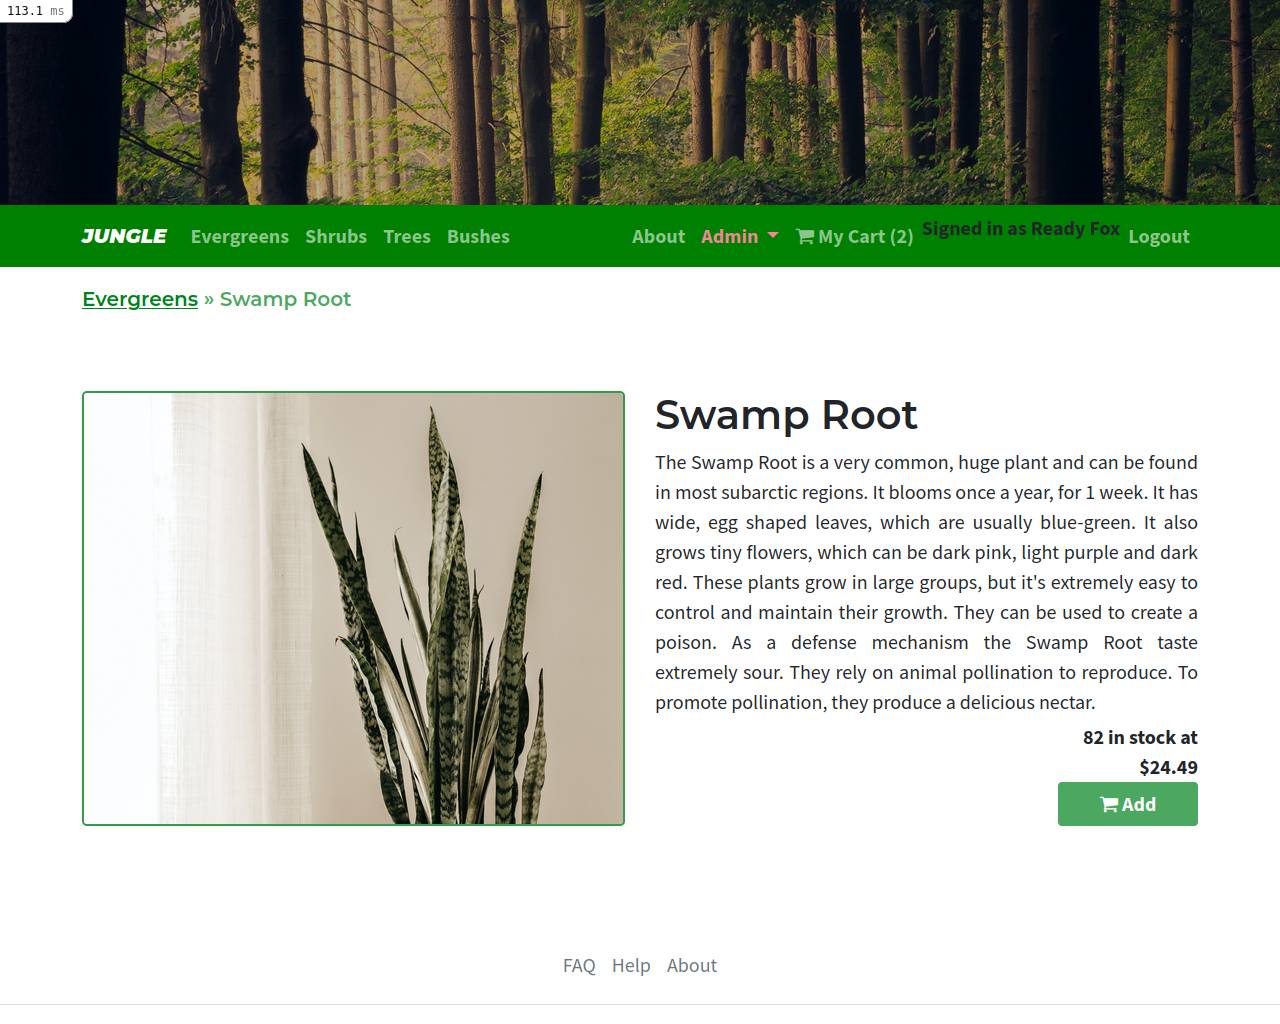 113.1 ms
JUNGLE Evergreens Shrubs Trees Bushes About Admin My Cart (2) Signed in as Ready Fox Logout
Evergreens » Swamp Root
Swamp Root
The Swamp Root is a very common, huge plant and can be found
in most subarctic regions. It blooms once a year, for 1 week. It has
wide, egg shaped leaves, which are usually blue-green. It also
grows tiny flowers, which can be dark pink, light purple and dark
red. These plants grow in large groups, but it's extremely easy to
control and maintain their growth. They can be used to create a
poison. As a defense mechanism the Swamp Root taste
extremely sour. They rely on animal pollination to reproduce. To
promote pollination, they produce a delicious nectar.
82 in stock at
$24.49
Add
FAQ Help About